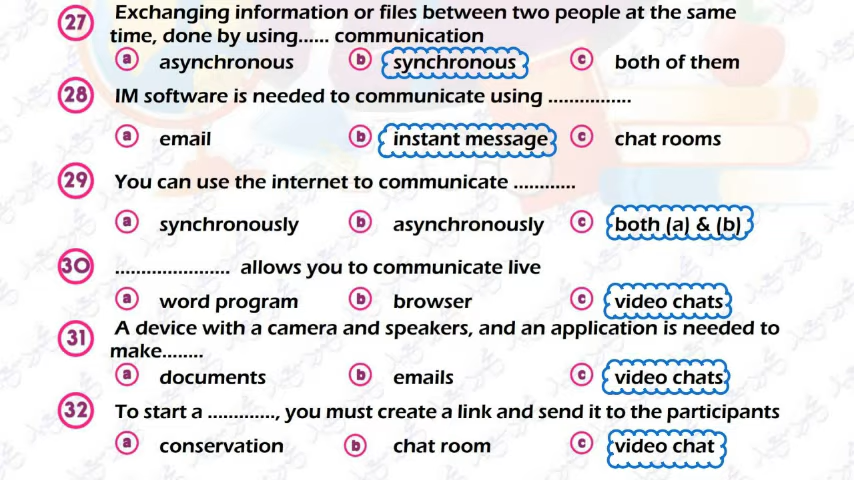 27 Exchanging information or files between two people at the same
time, done by using...... communication
a asynchronous b synchronous c both of them
28 IM software is needed to communicate using ................
a email b instant message c chat rooms
29 You can use the internet to communicate ............
a synchronously b asynchronously c both (a) & (b)
30 ...................... allows you to communicate live
a word program b browser c video chats
31 A device with a camera and speakers, and an application is needed to
make........
a documents b emails c video chats
32 To start a ............., you must create a link and send it to the participants
a conservation b chat room c video chat